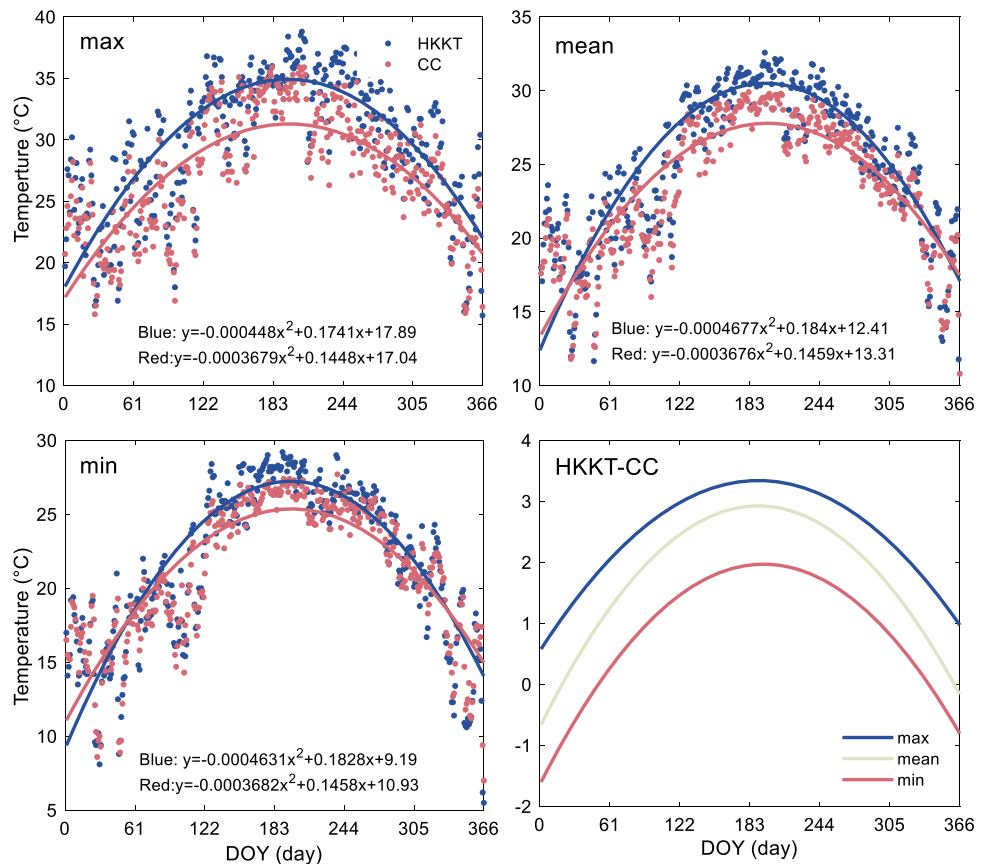 40
35
30
25
20
15
10
Temperture (°C)
max
HKKT
CC
Blue: y=-0.000448x²+0.1741x+17.89
Red:y=-0.0003679x²+0.1448x+17.04
0 61 122 183 244 305 366
35
30
25
20
15
10
mean
Blue: y=-0.0004677x²+0.184x+12.41
Red: y=-0.0003676x²+0.1459x+13.31
0 61 122 183 244 305 366
30
25
20
15
10
5
Temperature (°C)
min
Blue: y=-0.0004631x²+0.1828x+9.19
Red:y=-0.0003682x²+0.1458x+10.93
0 61 122 183 244 305 366
DOY (day)
4
3
2
1
0
-1
-2
HKKT-CC
max
mean
min
0 61 122 183 244 305 366
DOY (day)